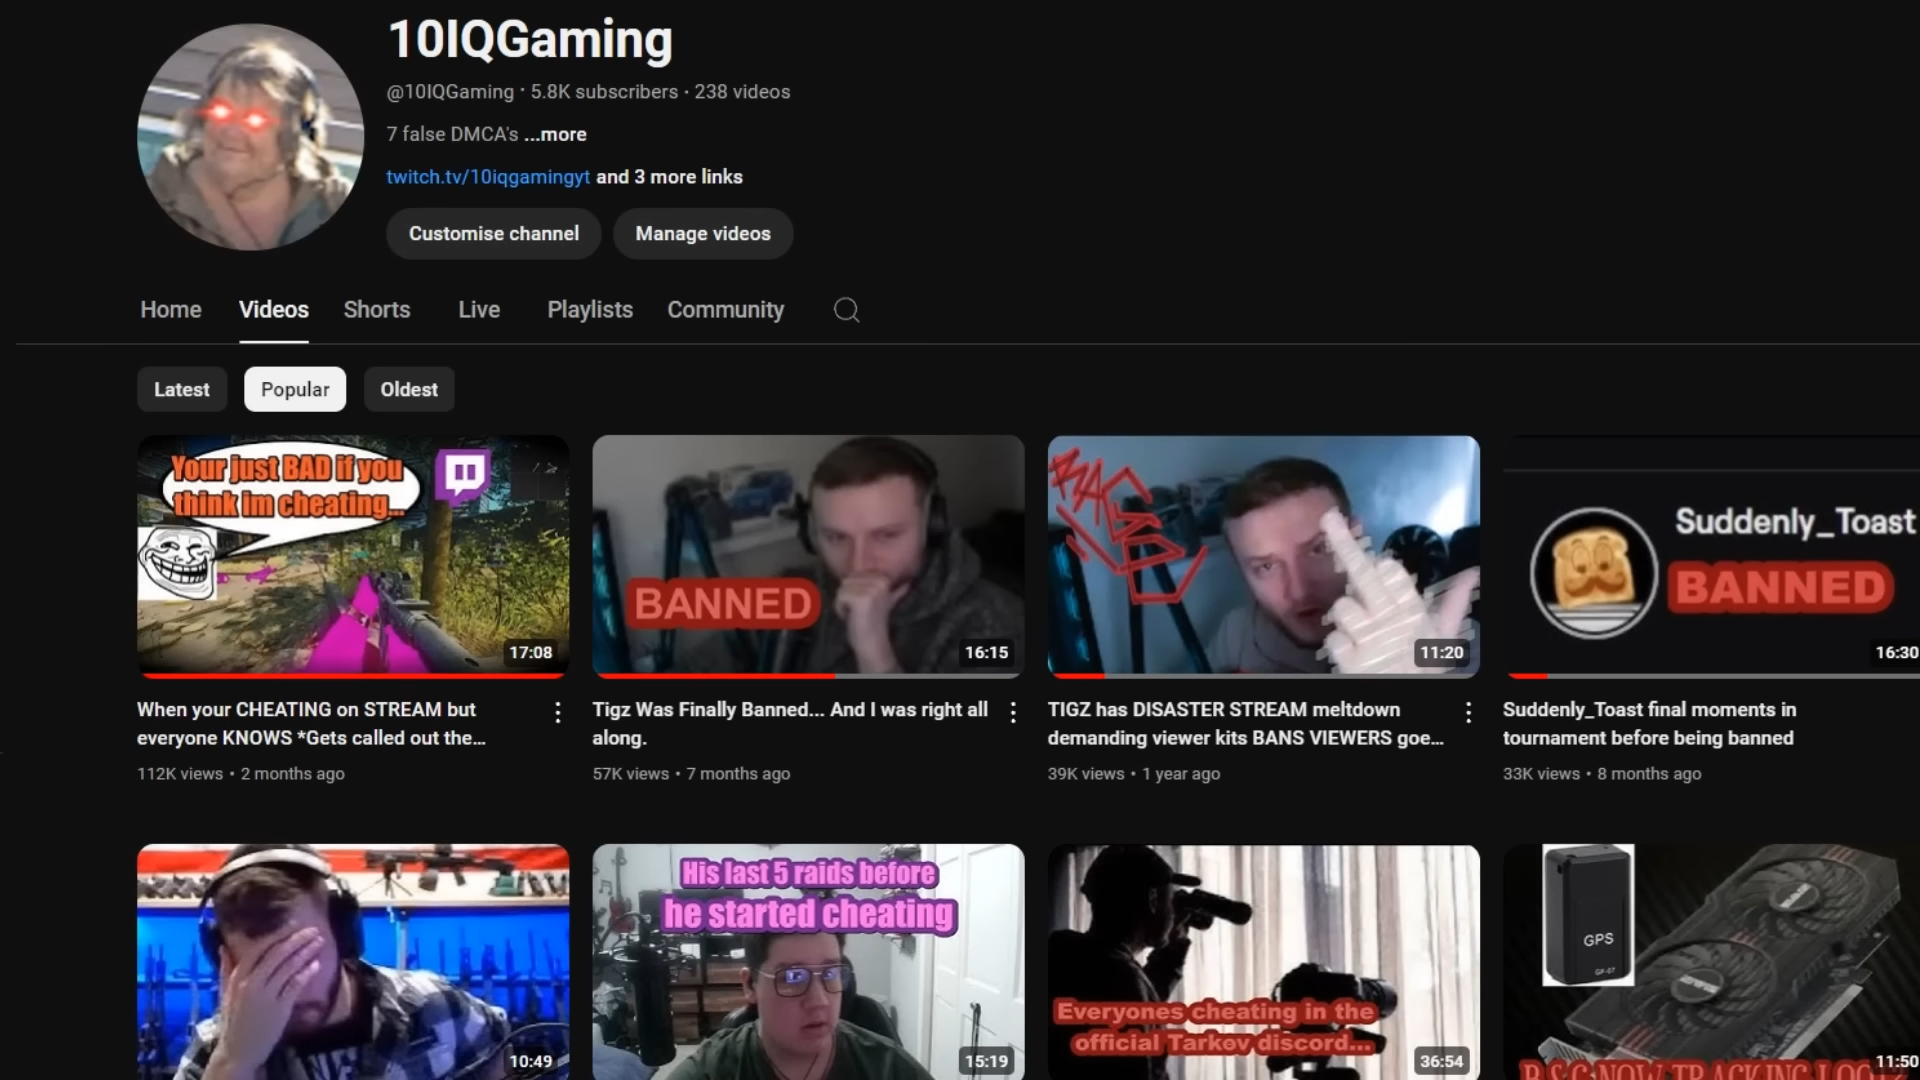 10IQGaming
@10IQGaming · 5.8K subscribers · 238 videos
7 false DMCA's ...more
twitch.tv/10iqgamingyt and 3 more links
Customise channel
Manage videos
Home
Videos
Shorts
Live
Playlists
Community
Latest
Popular
Oldest
Your just BAD if you
think im cheating...
17:08
BANNED
16:15
RAGE
11:20
Suddenly_Toast
BANNED
16:30
When your CHEATING on STREAM but
everyone KNOWS *Gets called out the...
112K views • 2 months ago
Tigz Was Finally Banned... And I was right all
along.
57K views • 7 months ago
TIGZ has DISASTER STREAM meltdown
demanding viewer kits BANS VIEWERS goe...
39K views • 1 year ago
Suddenly_Toast final moments in
tournament before being banned
33K views • 8 months ago
10:49
His last 5 raids before
he started cheating
15:19
Everyones cheating in the
official Tarkov discord...
36:54
GPS
GF-07
B.S.G NOW TRACKING LOC
11:50